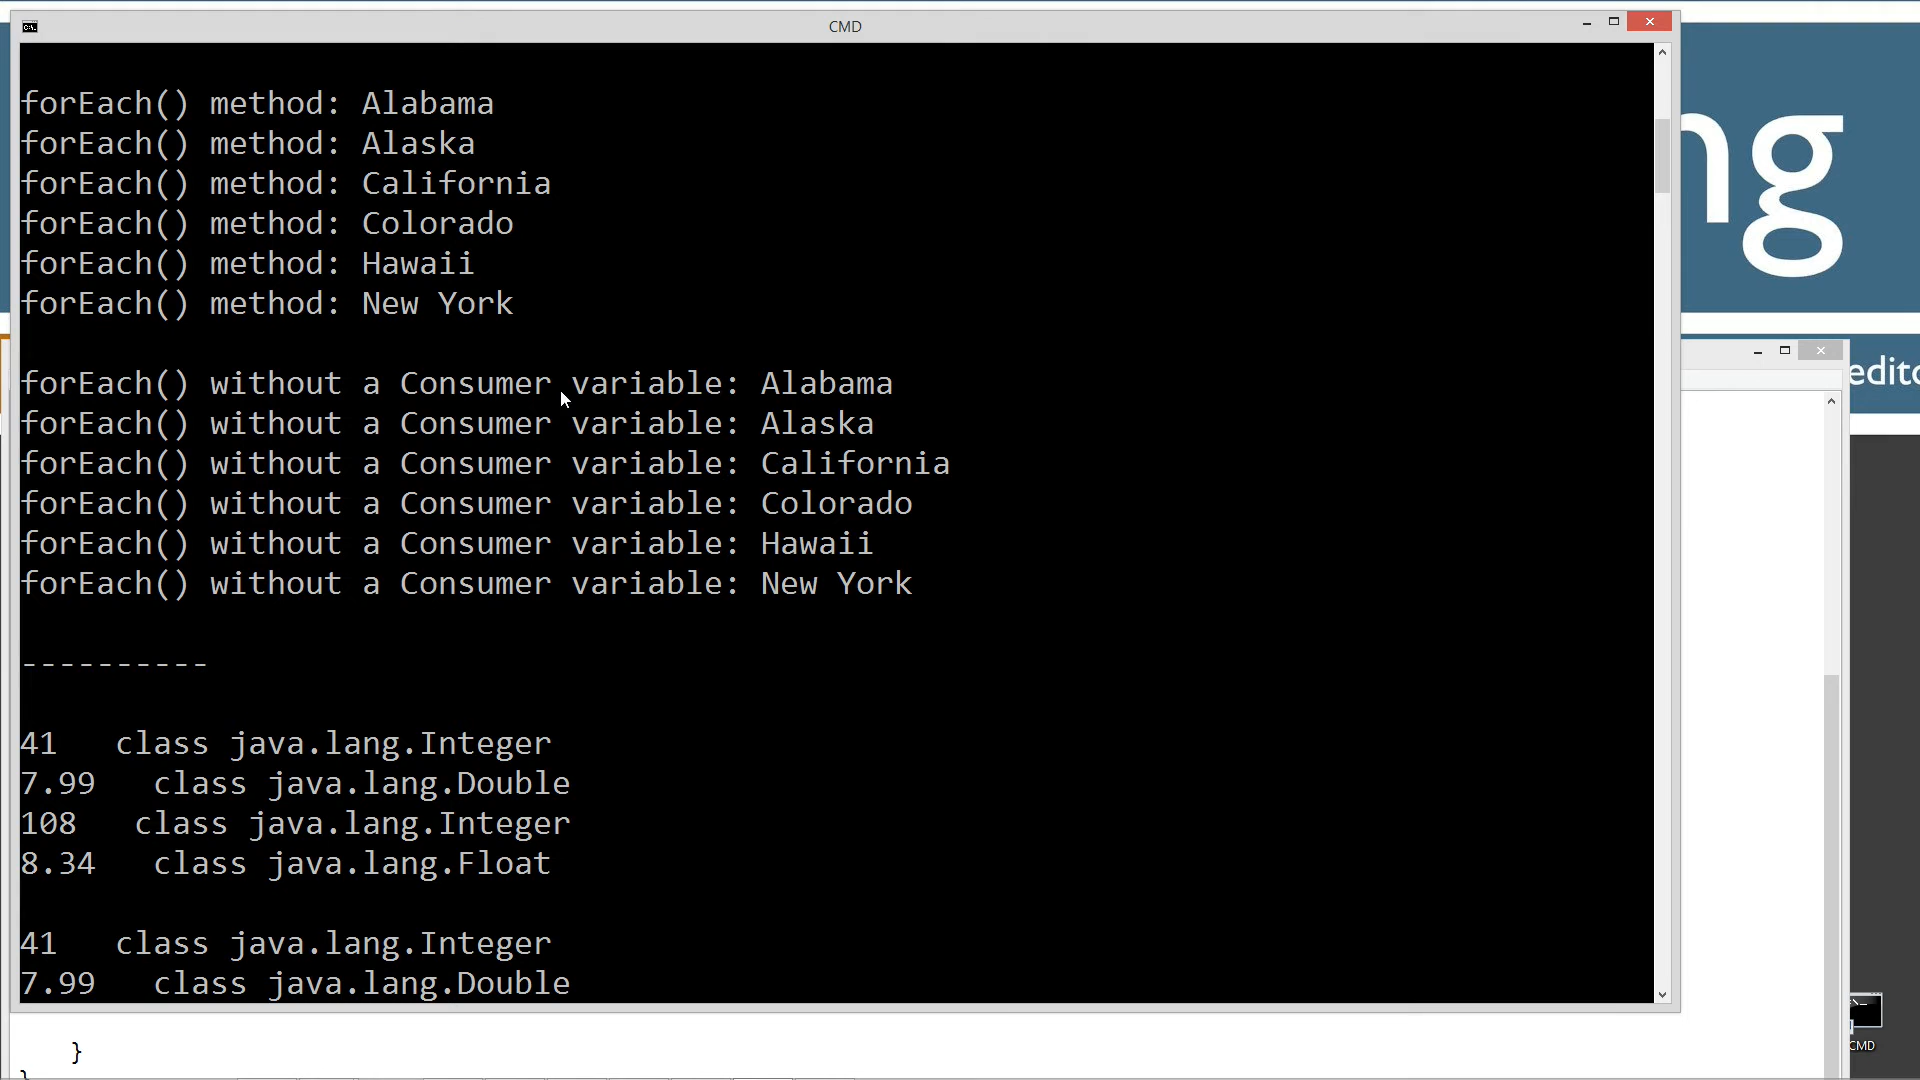 CMD
forEach() method: Alabama
forEach() method: Alaska
forEach() method: California
forEach() method: Colorado
forEach() method: Hawaii
forEach() method: New York
forEach() without a Consumer variable: Alabama
forEach() without a Consumer variable: Alaska
forEach() without a Consumer variable: California
forEach() without a Consumer variable: Colorado
forEach() without a Consumer variable: Hawaii
forEach() without a Consumer variable: New York
----------
41   class java.lang.Integer
7.99   class java.lang.Double
108   class java.lang.Integer
8.34   class java.lang.Float
41   class java.lang.Integer
7.99   class java.lang.Double
}
ng
CMD